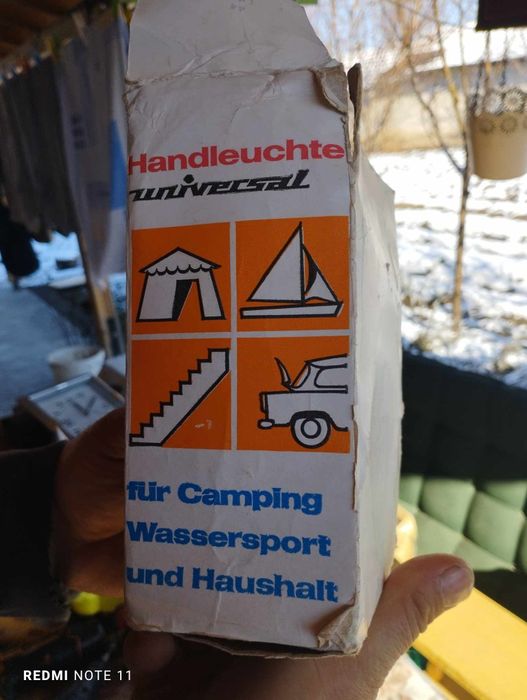 Handleuchte
universal
für Camping
Wassersport
und Haushalt
REDMI NOTE 11